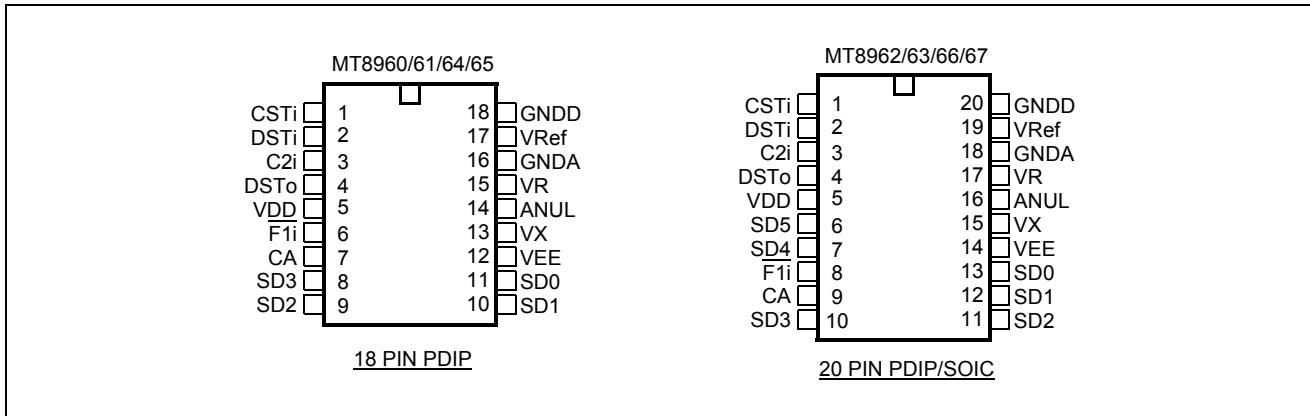 MT8960/61/64/65
CSTi 1 18 GNDD
DSTi 2 17 VRef
C2i 3 16 GNDA
DSTo 4 15 VR
VDD 5 14 ANUL
F1i 6 13 VX
CA 7 12 VEE
SD3 8 11 SD0
SD2 9 10 SD1
18 PIN PDIP
MT8962/63/66/67
CSTi 1 20 GNDD
DSTi 2 19 VRef
C2i 3 18 GNDA
DSTo 4 17 VR
VDD 5 16 ANUL
SD5 6 15 VX
SD4 7 14 VEE
F1i 8 13 SD0
CA 9 12 SD1
SD3 10 11 SD2
20 PIN PDIP/SOIC